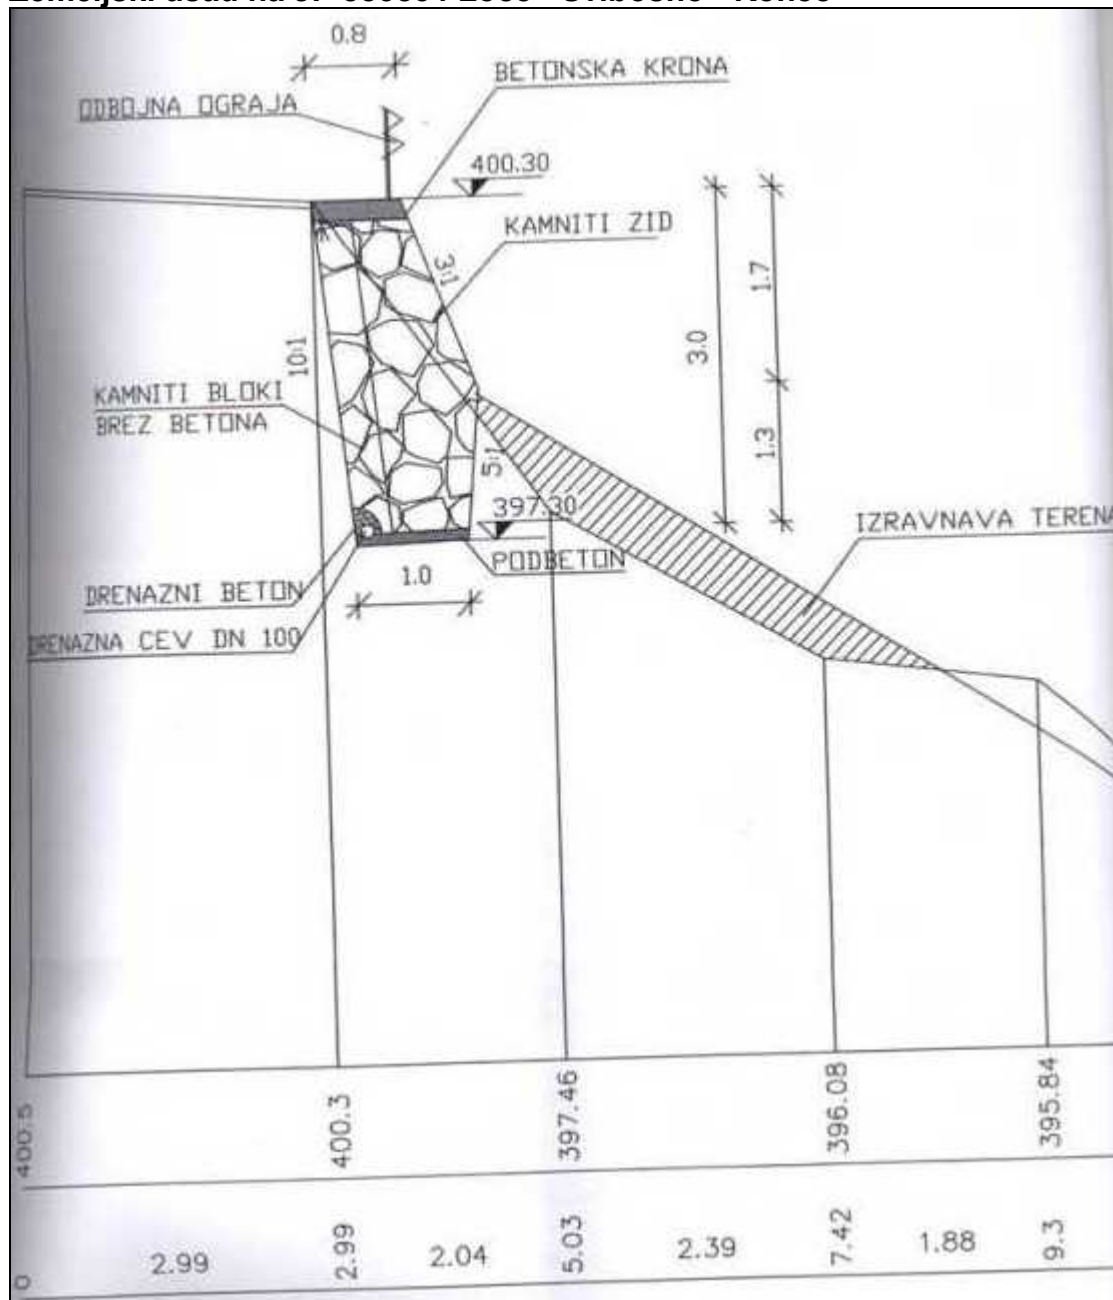 0.8
BETONSKA KRONA
ODBOJNA OGRAJA
400.30
KAMNITI ZID
3:1
1.7
10:1
3.0
KAMNITI BLOKI
BREZ BETONA
1.3
5:1
397.30
IZRAVNAVA TERENA
PODBETON
DRENAZNI BETON
1.0
DRENAZNA CEV DN 100
400.5
400.3
397.46
396.08
395.84
0
2.99
2.99
2.04
5.03
2.39
7.42
1.88
9.3